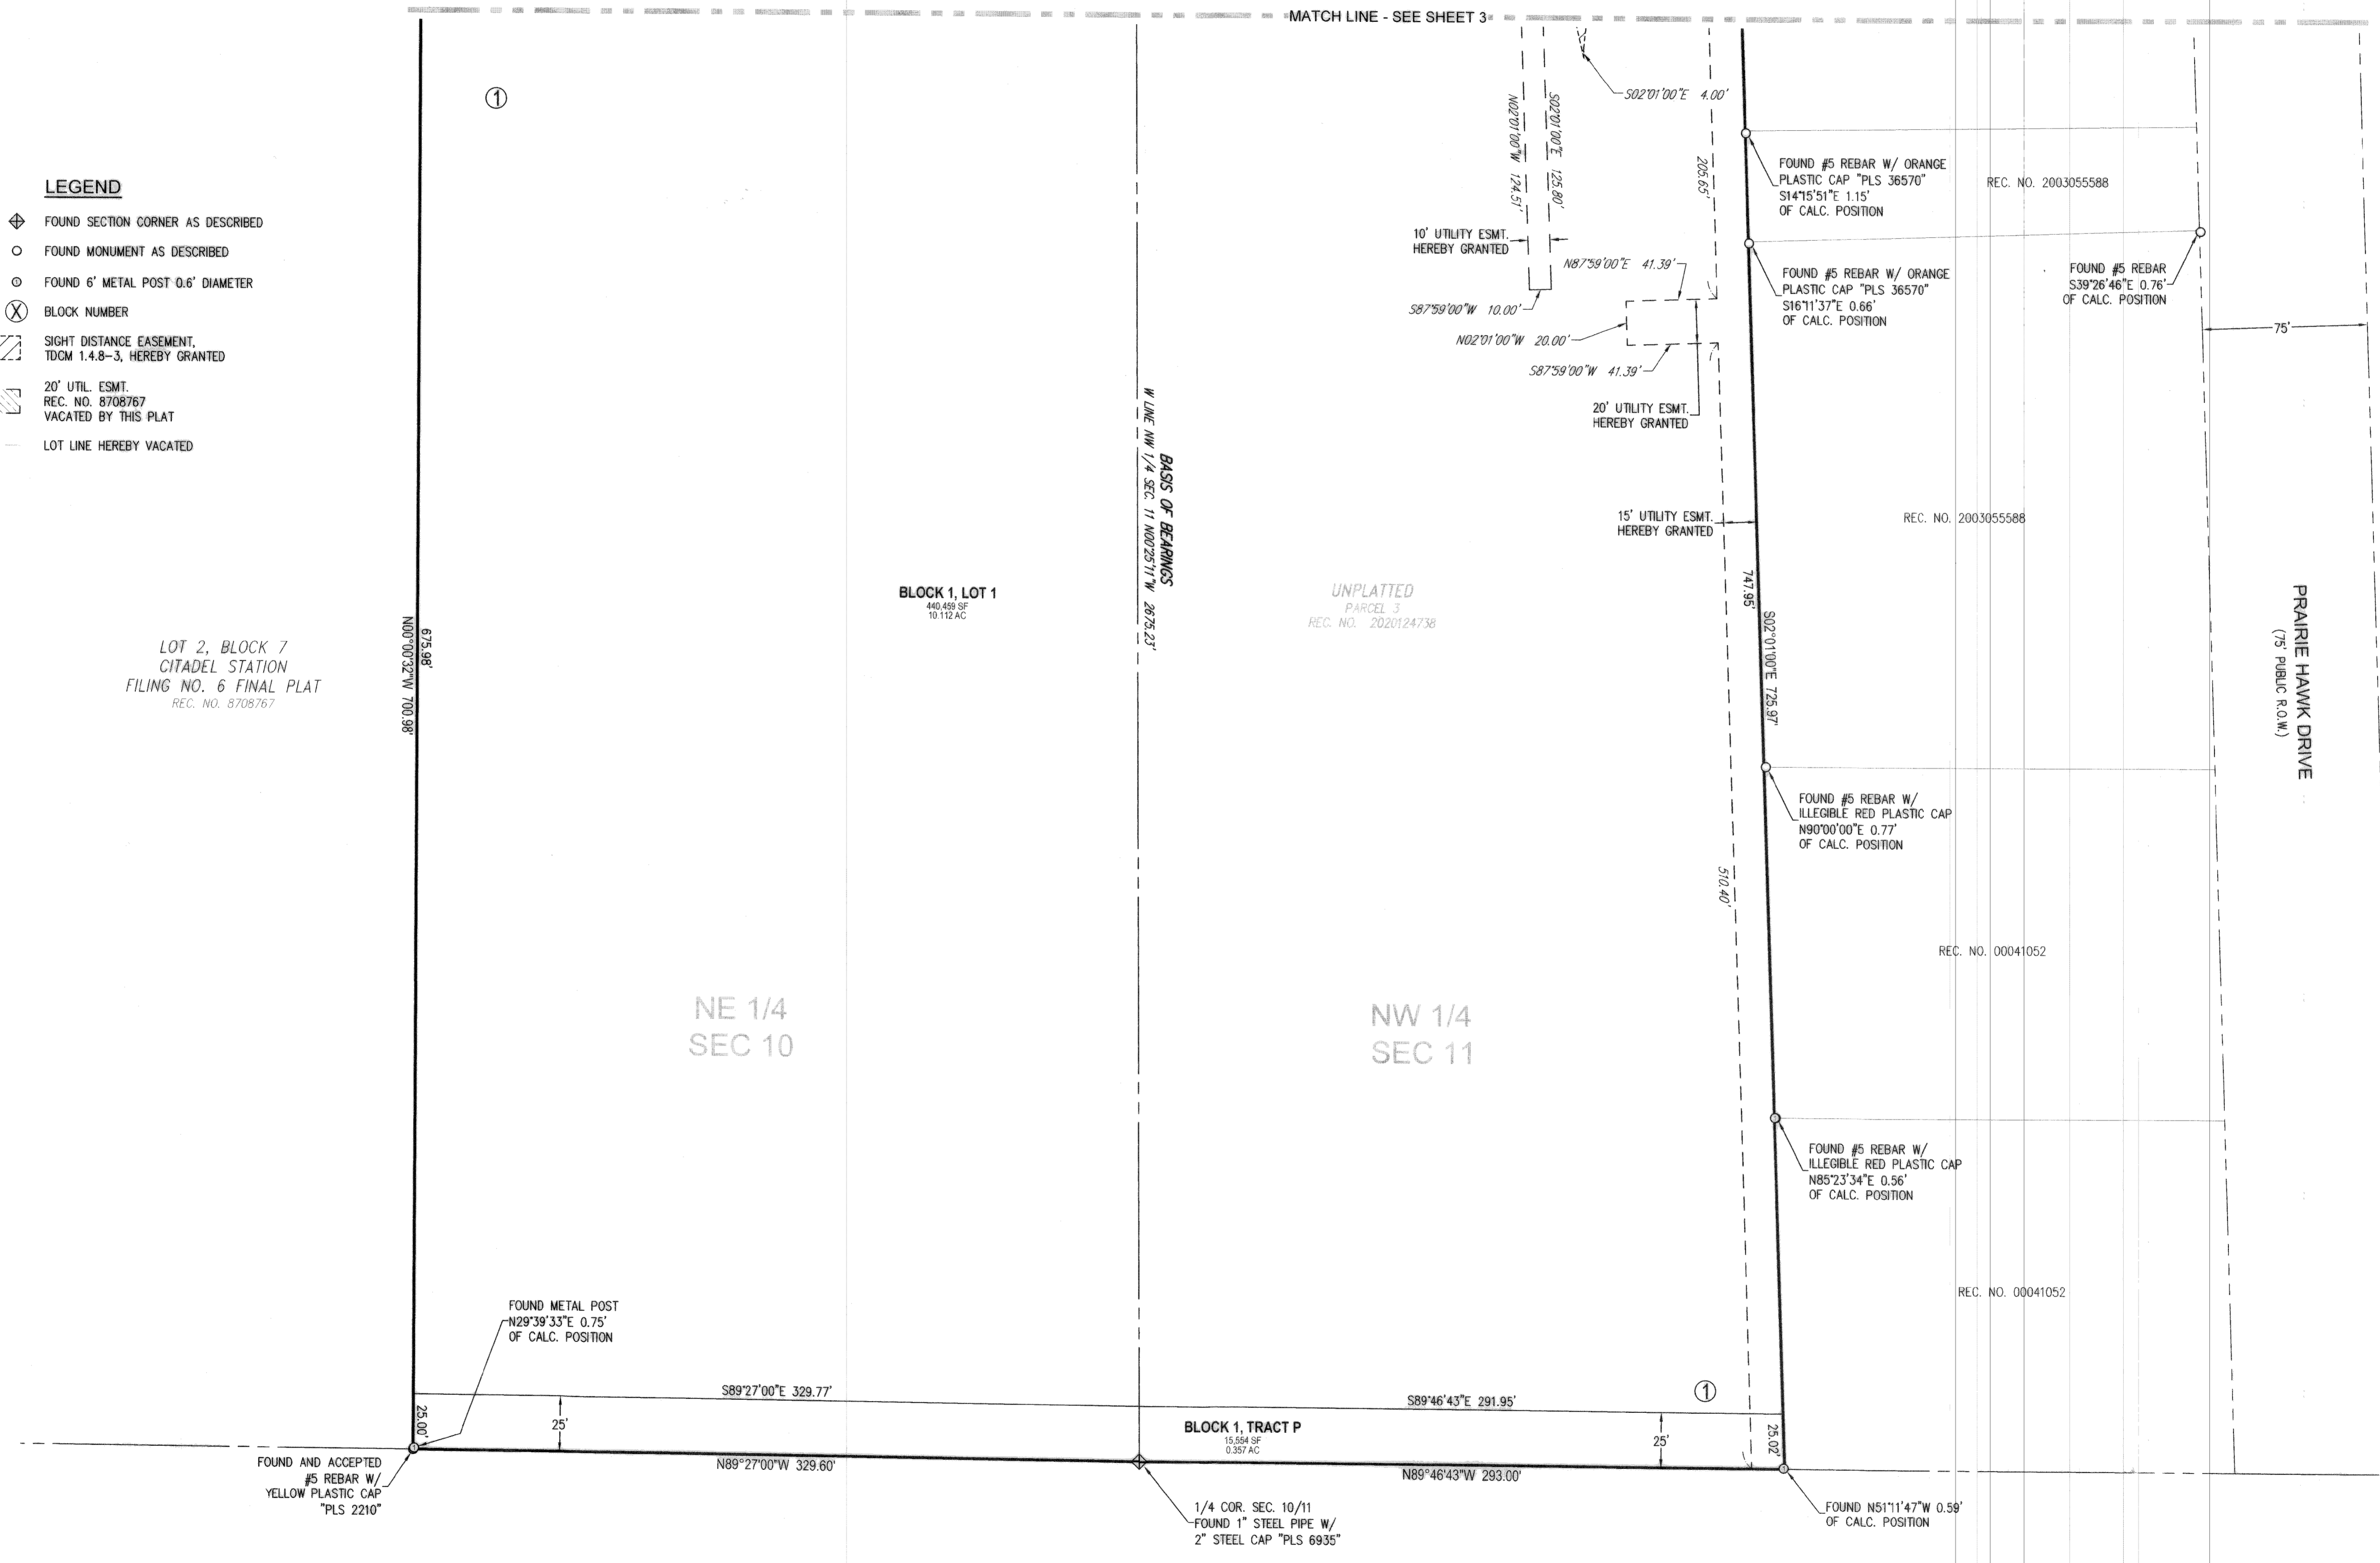 MATCH LINE - SEE SHEET 3
1
LEGEND
FOUND SECTION CORNER AS DESCRIBED
FOUND MONUMENT AS DESCRIBED
FOUND 6' METAL POST 0.6' DIAMETER
X
BLOCK NUMBER
SIGHT DISTANCE EASEMENT,
TDCM 1.4.8-3, HEREBY GRANTED
20' UTIL. ESMT.
REC. NO. 8708767
VACATED BY THIS PLAT
LOT LINE HEREBY VACATED
S02°01'00"E 4.00'
N02°01'00"W 124.51'
S02°01'00"E 125.80'
205.65'
10' UTILITY ESMT.
HEREBY GRANTED
N87°59'00"E 41.39'
S87°59'00"W 10.00'
N02°01'00"W 20.00'
S87°59'00"W 41.39'
20' UTILITY ESMT.
HEREBY GRANTED
15' UTILITY ESMT.
HEREBY GRANTED
FOUND #5 REBAR W/ ORANGE
PLASTIC CAP "PLS 36570"
S14°15'51"E 1.15'
OF CALC. POSITION
REC. NO. 2003055588
FOUND #5 REBAR W/ ORANGE
PLASTIC CAP "PLS 36570"
S16°11'37"E 0.66'
OF CALC. POSITION
FOUND #5 REBAR
S39°26'46"E 0.76'
OF CALC. POSITION
75'
REC. NO. 2003055588
BASIS OF BEARINGS
W LINE NW 1/4 SEC. 11 N00°25'11"W 2675.23'
BLOCK 1, LOT 1
440,459 SF
10.112 AC
UNPLATTED
PARCEL 3
REC. NO. 2020124738
747.95'
S02°01'00"E 725.97'
PRAIRIE HAWK DRIVE
(75' PUBLIC R.O.W.)
LOT 2, BLOCK 7
CITADEL STATION
FILING NO. 6 FINAL PLAT
REC. NO. 8708767
675.98'
N00°00'32"W 700.98'
FOUND #5 REBAR W/
ILLEGIBLE RED PLASTIC CAP
N90°00'00"E 0.77'
OF CALC. POSITION
510.40'
REC. NO. 00041052
NE 1/4
SEC 10
NW 1/4
SEC 11
FOUND #5 REBAR W/
ILLEGIBLE RED PLASTIC CAP
N85°23'34"E 0.56'
OF CALC. POSITION
REC. NO. 00041052
FOUND METAL POST
N29°39'33"E 0.75'
OF CALC. POSITION
S89°27'00"E 329.77'
S89°46'43"E 291.95'
1
25.00'
25'
BLOCK 1, TRACT P
15,554 SF
0.357 AC
25'
25.02'
N89°27'00"W 329.60'
N89°46'43"W 293.00'
FOUND AND ACCEPTED
#5 REBAR W/
YELLOW PLASTIC CAP
"PLS 2210"
1/4 COR. SEC. 10/11
FOUND 1" STEEL PIPE W/
2" STEEL CAP "PLS 6935"
FOUND N51°11'47"W 0.59'
OF CALC. POSITION